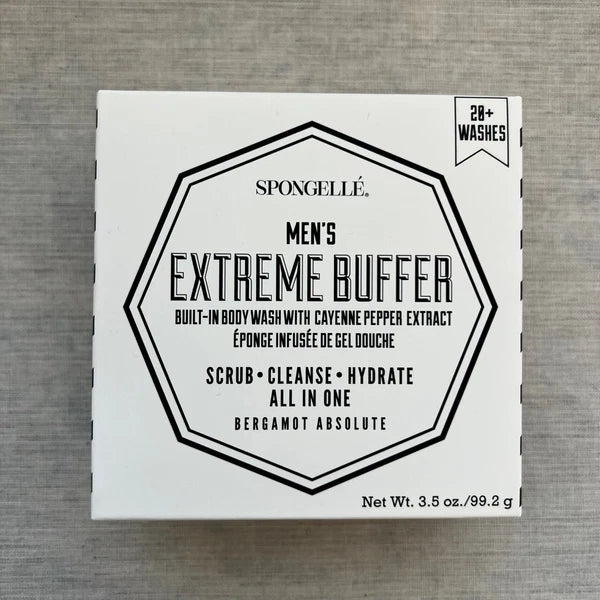 20+
WASHES
SPONGELLÉ®
MEN'S
EXTREME BUFFER
BUILT-IN BODY WASH WITH CAYENNE PEPPER EXTRACT
ÉPONGE INFUSÉE DE GEL DOUCHE
SCRUB • CLEANSE • HYDRATE
ALL IN ONE
BERGAMOT ABSOLUTE
Net Wt. 3.5 oz./99.2 g